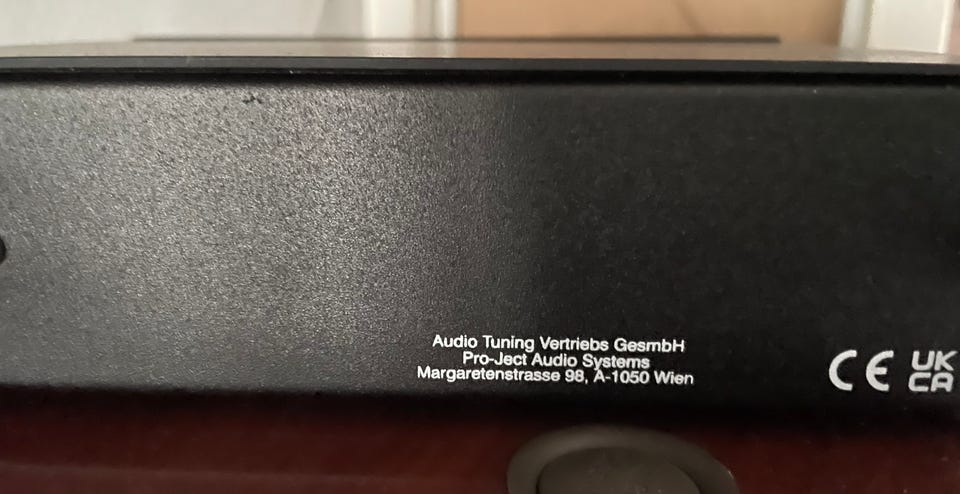 Audio Tuning Vertriebs GesmbH
Pro-Ject Audio Systems
Margaretenstrasse 98, A-1050 Wien
CE
UK
CA